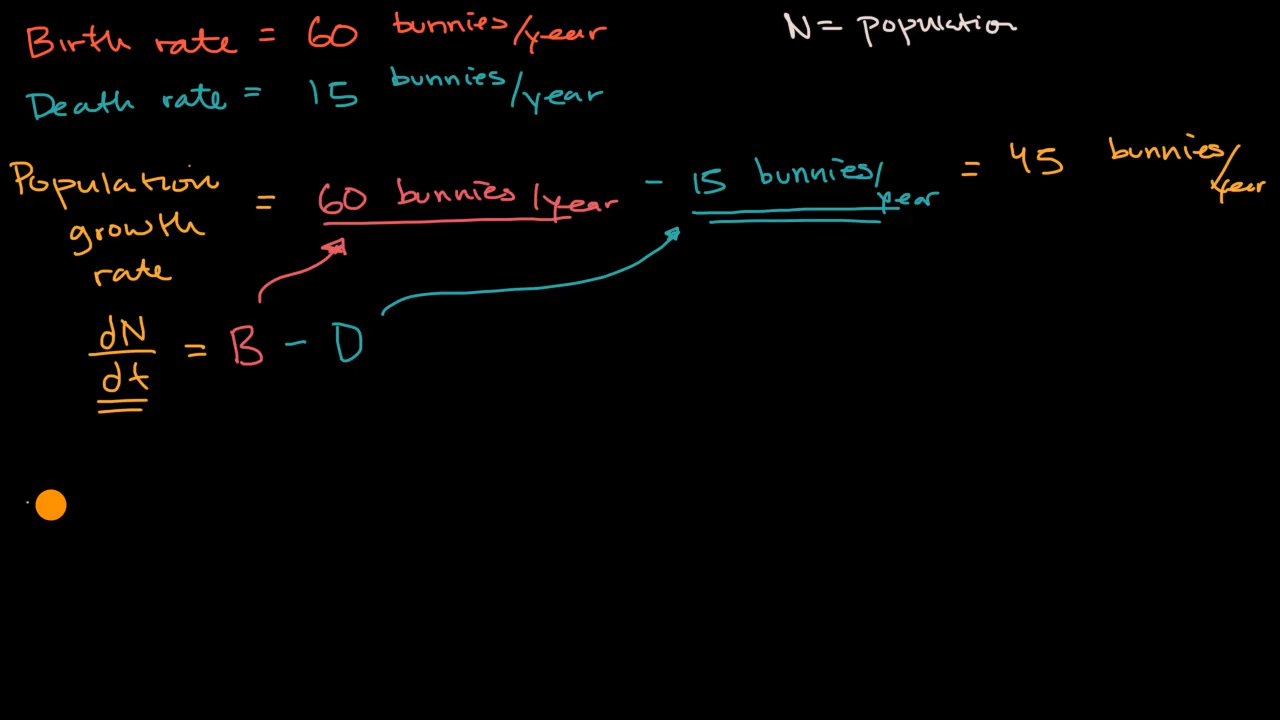 Birth rate = 60 bunnies/year
N = population
Death rate = 15 bunnies/year
Population growth rate = 60 bunnies/year - 15 bunnies/year = 45 bunnies/year
dN/dt = B - D